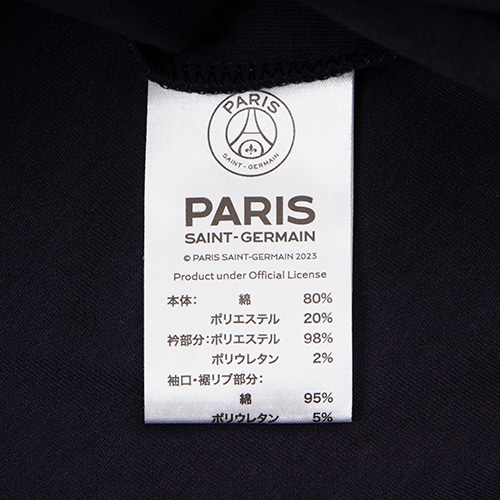 PARIS
SAINT-GERMAIN
PARIS
SAINT-GERMAIN
© PARIS SAINT-GERMAIN 2023
Product under Official License
本体: 綿 80%
ポリエステル 20%
衿部分:ポリエステル 98%
ポリウレタン 2%
袖口・裾リブ部分:
綿 95%
ポリウレタン 5%